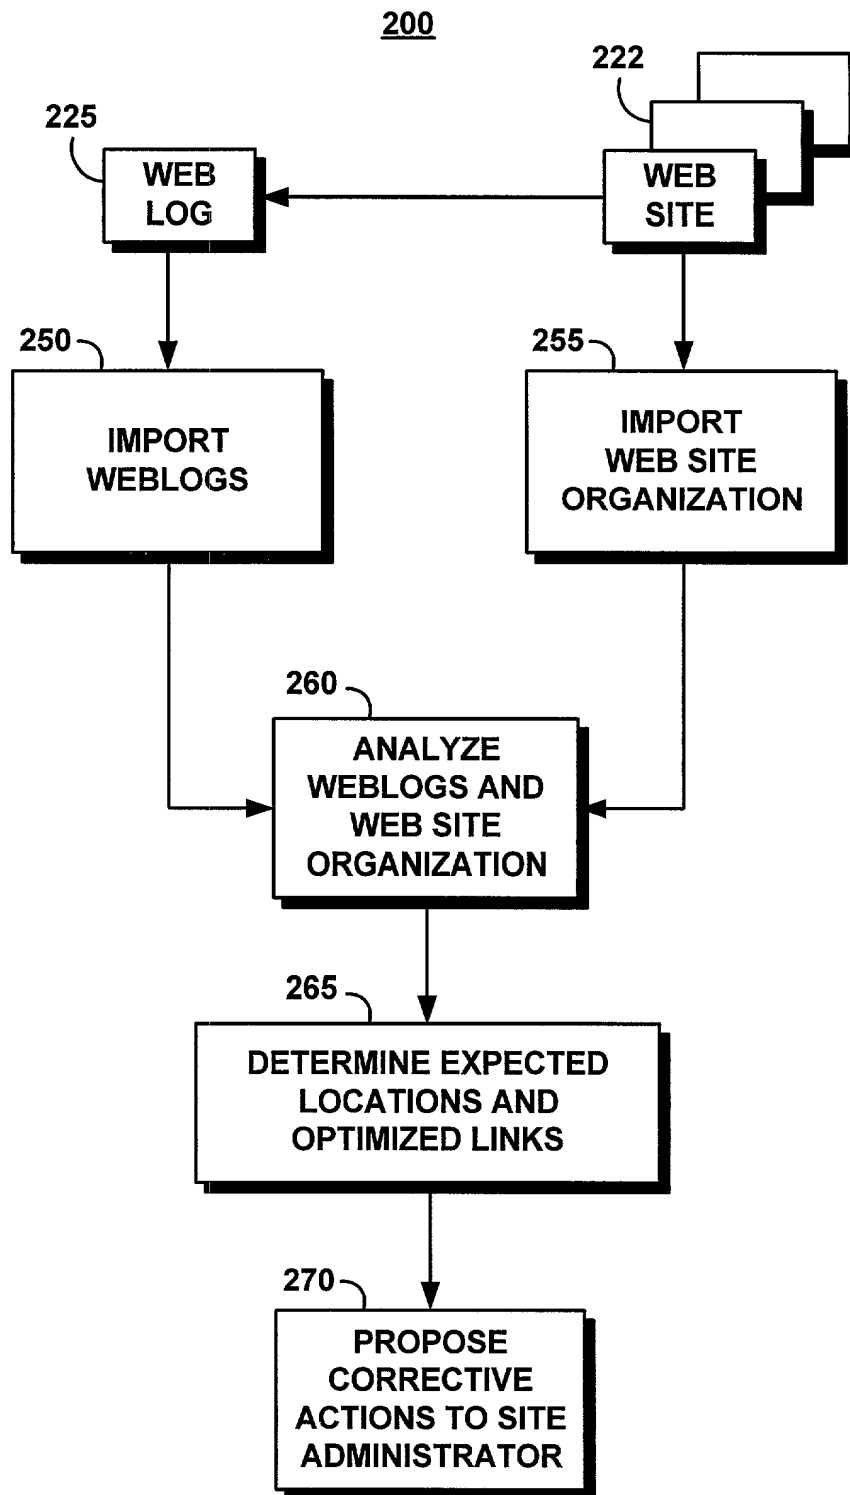 200
222
225
WEB
LOG
WEB
SITE
250
255
IMPORT
WEBLOGS
IMPORT
WEB SITE
ORGANIZATION
260
ANALYZE
WEBLOGS AND
WEB SITE
ORGANIZATION
265
DETERMINE EXPECTED
LOCATIONS AND
OPTIMIZED LINKS
270
PROPOSE
CORRECTIVE
ACTIONS TO SITE
ADMINISTRATOR